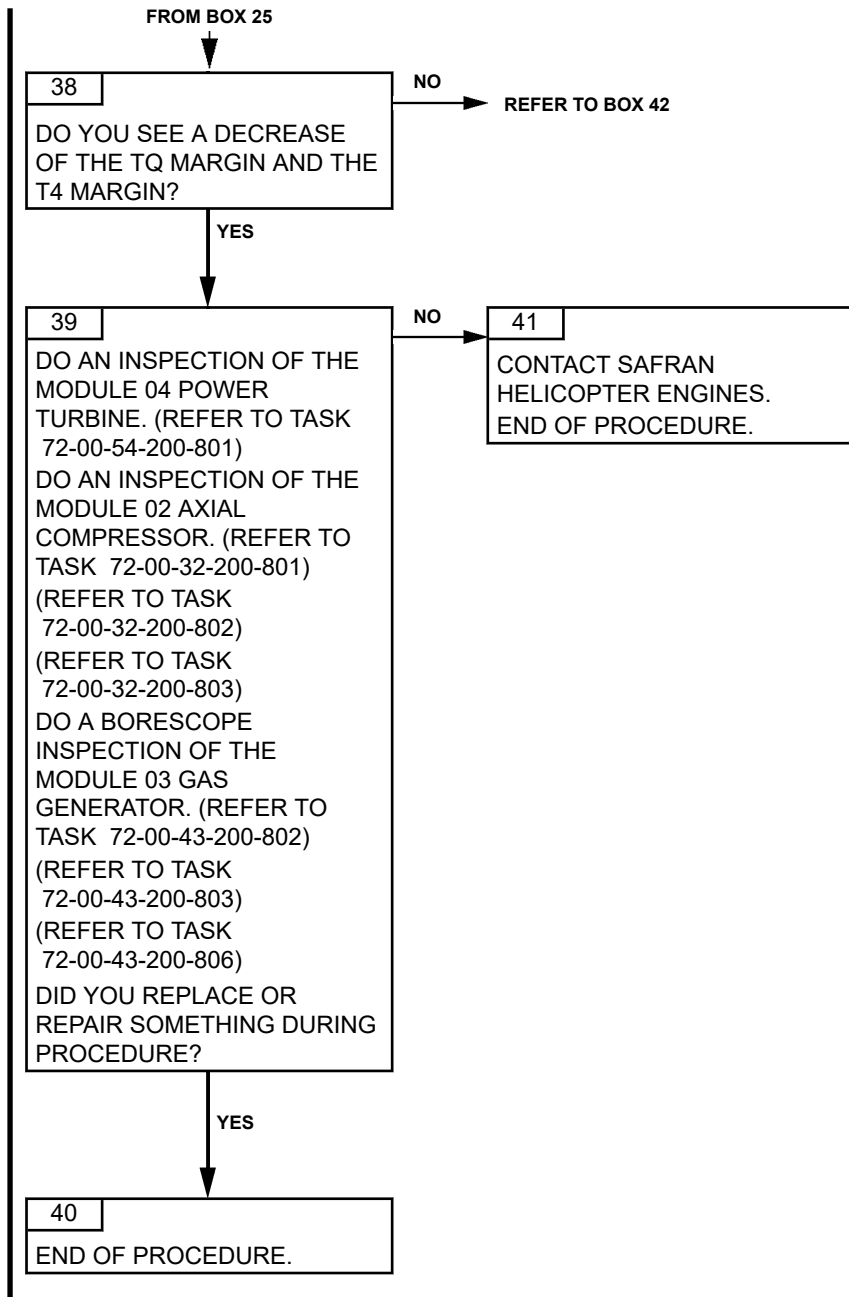 FROM BOX 25
38
NO
REFER TO BOX 42
DO YOU SEE A DECREASE
OF THE TQ MARGIN AND THE
T4 MARGIN?
YES
39
NO
41
DO AN INSPECTION OF THE
MODULE 04 POWER
TURBINE. (REFER TO TASK
72-00-54-200-801)
DO AN INSPECTION OF THE
MODULE 02 AXIAL
COMPRESSOR. (REFER TO
TASK 72-00-32-200-801)
(REFER TO TASK
72-00-32-200-802)
(REFER TO TASK
72-00-32-200-803)
DO A BORESCOPE
INSPECTION OF THE
MODULE 03 GAS
GENERATOR. (REFER TO
TASK 72-00-43-200-802)
(REFER TO TASK
72-00-43-200-803)
(REFER TO TASK
72-00-43-200-806)
DID YOU REPLACE OR
REPAIR SOMETHING DURING
PROCEDURE?
CONTACT SAFRAN
HELICOPTER ENGINES.
END OF PROCEDURE.
YES
40
END OF PROCEDURE.